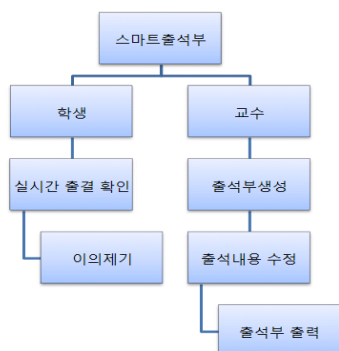 스마트출석부
학생
교수
실시간 출결 확인
출석부생성
이의제기
출석내용 수정
출석부 출력